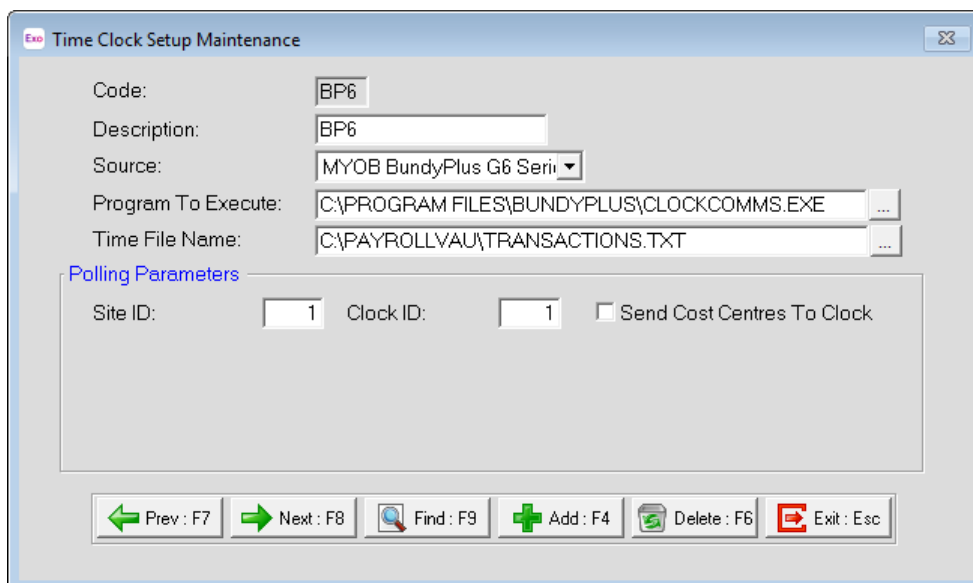 Exo Time Clock Setup Maintenance
Code: BP6
Description: BP6
Source: MYOB BundyPlus G6 Seri
Program To Execute: C:\PROGRAM FILES\BUNDYPLUS\CLOCKCOMMS.EXE ...
Time File Name: C:\PAYROLLVAU\TRANSACTIONS.TXT ...
Polling Parameters
Site ID: 1 Clock ID: 1 Send Cost Centres To Clock
Prev : F7 Next : F8 Find : F9 Add : F4 Delete : F6 Exit : Esc